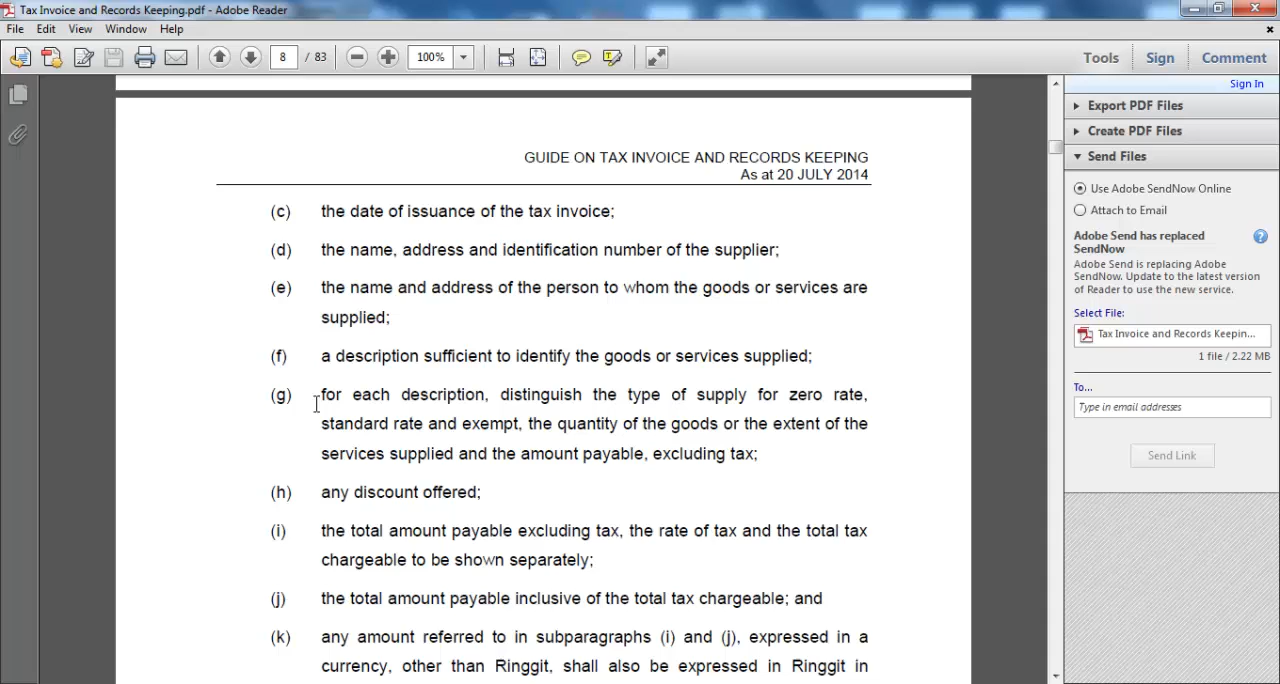 Tax Invoice and Records Keeping.pdf - Adobe Reader
File Edit View Window Help
8 / 83 100% Tools Sign Comment
Sign In
Export PDF Files
Create PDF Files
Send Files
Use Adobe SendNow Online
Attach to Email
Adobe Send has replaced
SendNow
Adobe Send is replacing Adobe
SendNow. Update to the latest version
of Reader to use the new service.
Select File:
Tax Invoice and Records Keepin...
1 file / 2.22 MB
To...
Type in email addresses
Send Link
GUIDE ON TAX INVOICE AND RECORDS KEEPING
As at 20 JULY 2014
(c) the date of issuance of the tax invoice;
(d) the name, address and identification number of the supplier;
(e) the name and address of the person to whom the goods or services are
supplied;
(f) a description sufficient to identify the goods or services supplied;
(g) for each description, distinguish the type of supply for zero rate,
standard rate and exempt, the quantity of the goods or the extent of the
services supplied and the amount payable, excluding tax;
(h) any discount offered;
(i) the total amount payable excluding tax, the rate of tax and the total tax
chargeable to be shown separately;
(j) the total amount payable inclusive of the total tax chargeable; and
(k) any amount referred to in subparagraphs (i) and (j), expressed in a
currency, other than Ringgit, shall also be expressed in Ringgit in